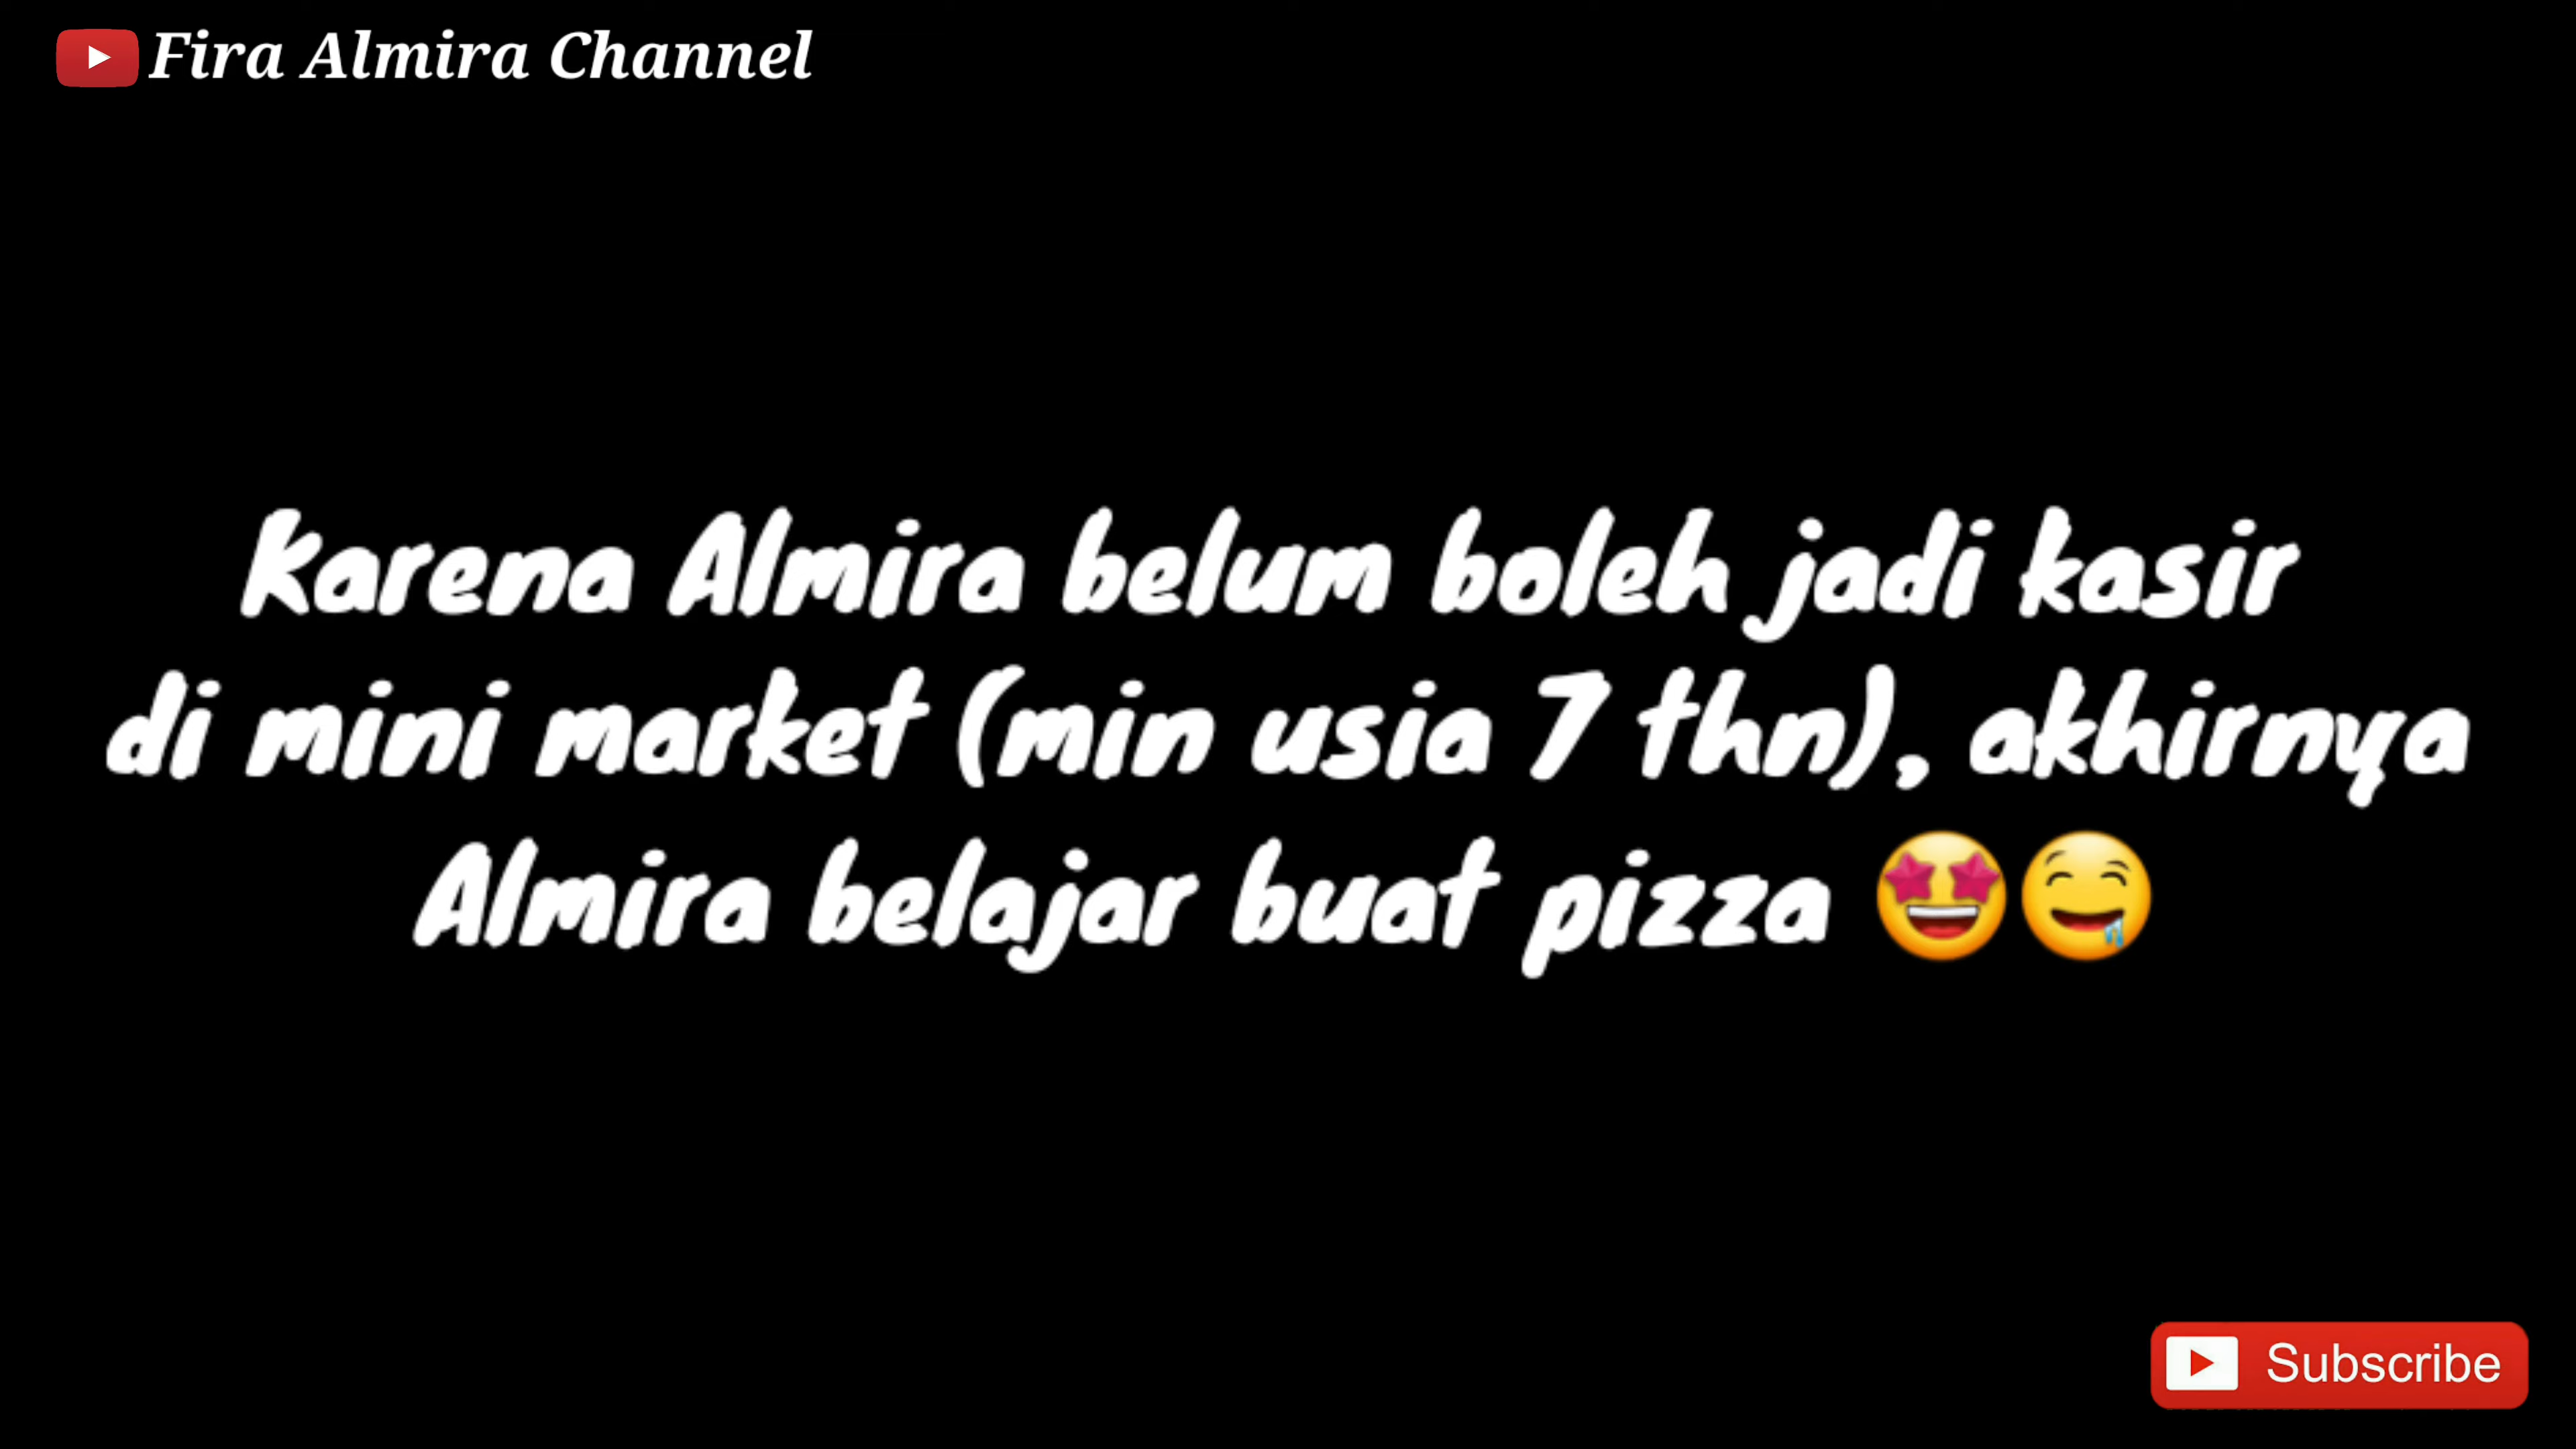 Fira Almira Channel
Karena Almira belum boleh jadi kasir
di mini market (min usia 7 thn), akhirnya
Almira belajar buat pizza 🤩🤤
Subscribe